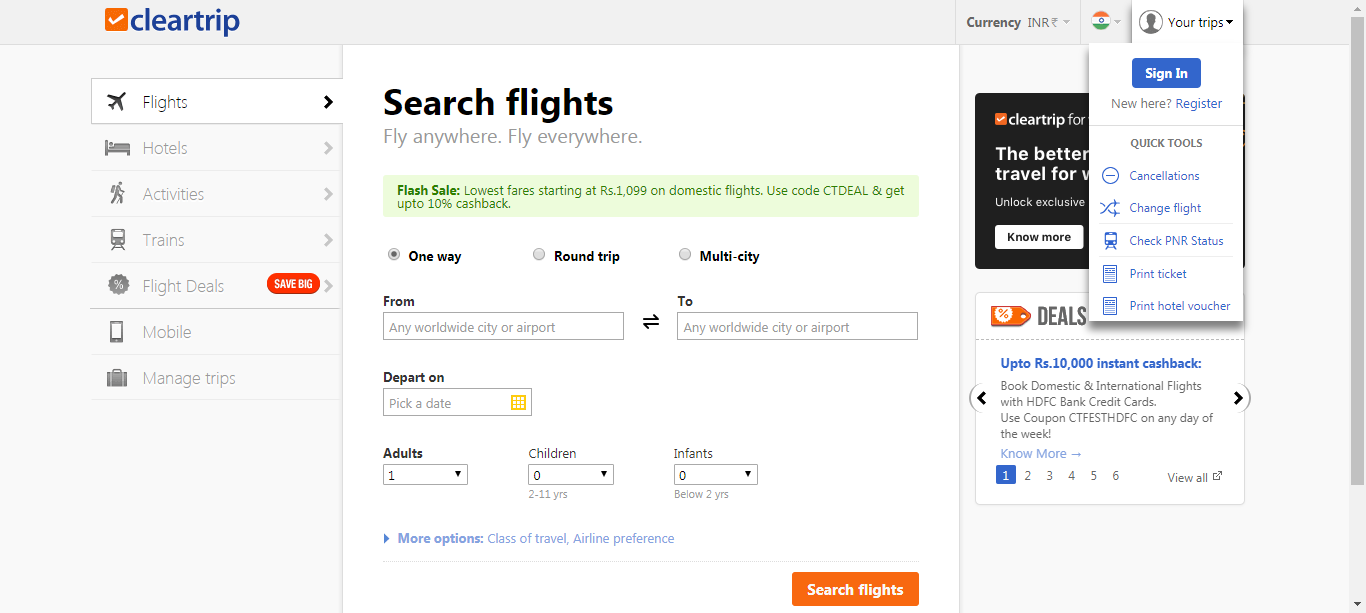 cleartrip
Currency INR₹
Your trips
Sign In
New here? Register
QUICK TOOLS
Cancellations
Change flight
Check PNR Status
Print ticket
Print hotel voucher
Flights
Hotels
Activities
Trains
Flight Deals SAVE BIG
Mobile
Manage trips
Search flights
Fly anywhere. Fly everywhere.
Flash Sale: Lowest fares starting at Rs.1,099 on domestic flights. Use code CTDEAL & get
upto 10% cashback.
One way Round trip Multi-city
From To
Any worldwide city or airport Any worldwide city or airport
Depart on
Pick a date
Adults Children Infants
1 0 0
2-11 yrs Below 2 yrs
More options: Class of travel, Airline preference
Search flights
cleartrip for
The better
travel for
Unlock exclusive
Know more
% DEALS
Upto Rs.10,000 instant cashback:
Book Domestic & International Flights
with HDFC Bank Credit Cards.
Use Coupon CTFESTHDFC on any day of
the week!
Know More →
1 2 3 4 5 6 View all